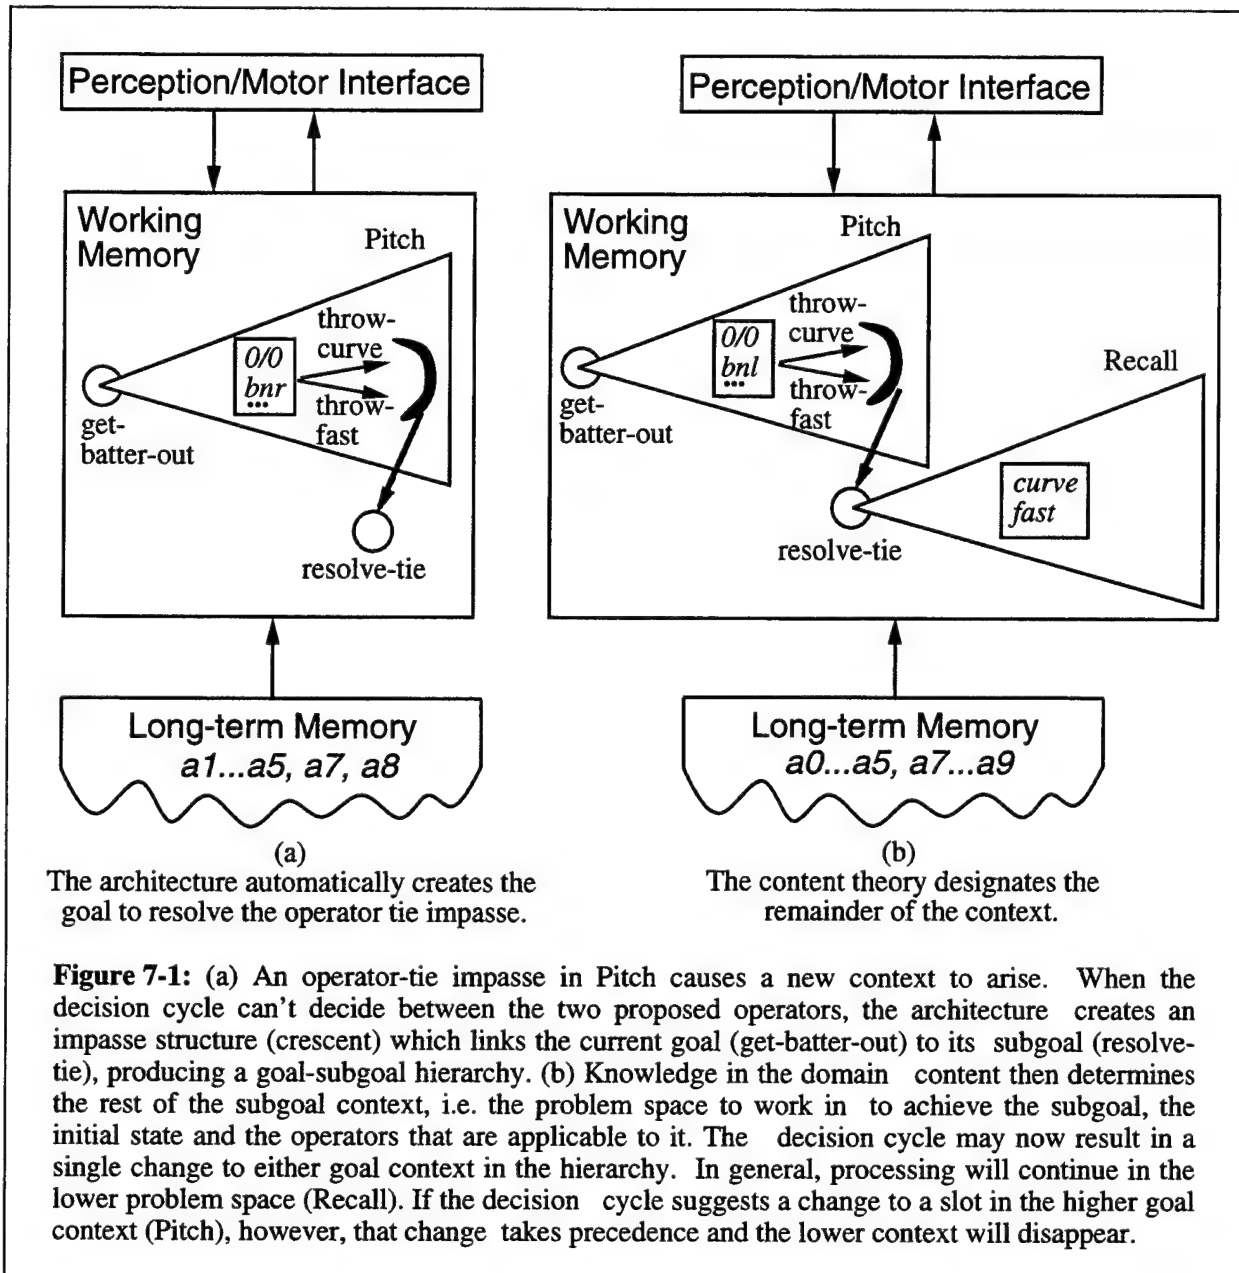 Perception/Motor Interface
Working
Memory
Pitch
throw-
curve
0/0
bnr
•••
throw-
fast
get-
batter-out
resolve-tie
Long-term Memory
a1...a5, a7, a8
(a)
The architecture automatically creates the
goal to resolve the operator tie impasse.
Perception/Motor Interface
Working
Memory
Pitch
throw-
curve
0/0
bnl
•••
throw-
fast
get-
batter-out
Recall
curve
fast
resolve-tie
Long-term Memory
a0...a5, a7...a9
(b)
The content theory designates the
remainder of the context.
Figure 7-1: (a) An operator-tie impasse in Pitch causes a new context to arise. When the
decision cycle can't decide between the two proposed operators, the architecture creates an
impasse structure (crescent) which links the current goal (get-batter-out) to its subgoal (resolve-
tie), producing a goal-subgoal hierarchy. (b) Knowledge in the domain content then determines
the rest of the subgoal context, i.e. the problem space to work in to achieve the subgoal, the
initial state and the operators that are applicable to it. The decision cycle may now result in a
single change to either goal context in the hierarchy. In general, processing will continue in the
lower problem space (Recall). If the decision cycle suggests a change to a slot in the higher goal
context (Pitch), however, that change takes precedence and the lower context will disappear.